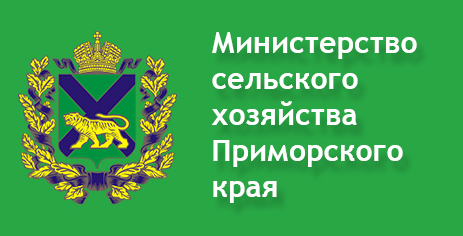 Министерство
сельского
хозяйства
Приморского
края